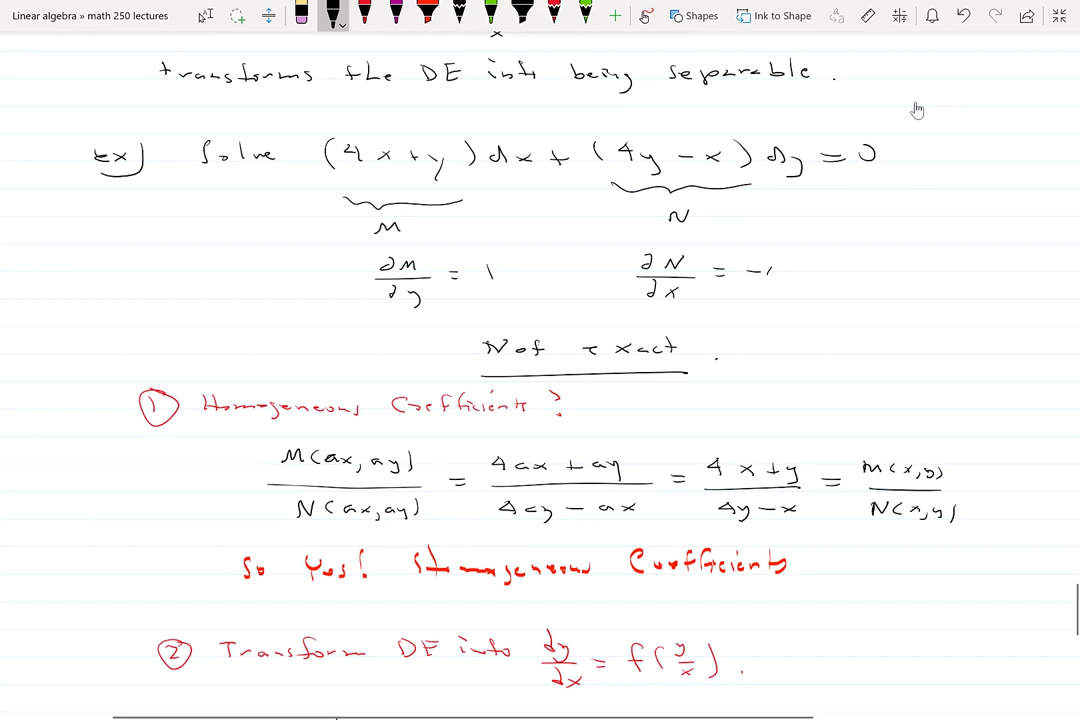 Linear algebra » math 250 lectures
Shapes
Ink to Shape
x
transforms the DE into being separable.
Ex) Solve (4x+y)dx + (4y-x)dy = 0
M N
∂M/∂y = 1 ∂N/∂x = -1
Not exact.
① Homogeneous Coefficients?
M(ax, ay)/N(ax, ay) = (4ax + ay)/(4ay - ax) = (4x+y)/(4y-x) = M(x,y)/N(x,y)
So Yes! Homogeneous Coefficients
② Transform DE into dy/dx = f(y/x).